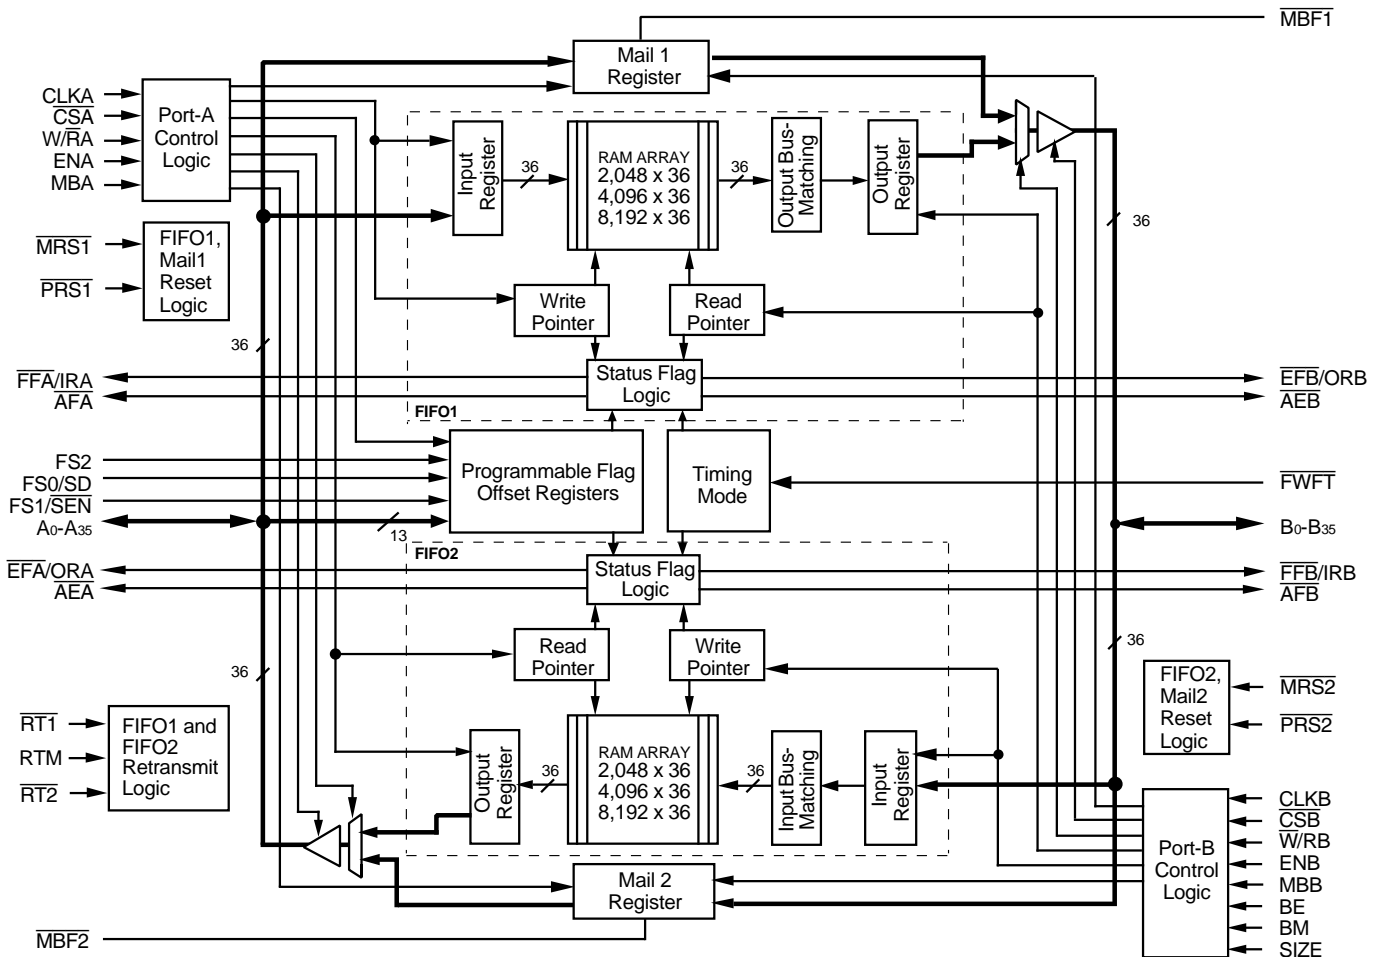 MBF1
Mail 1
Register
CLKA
CSA
W/RA
ENA
MBA
Port-A
Control
Logic
Input
Register
36
RAM ARRAY
2,048 x 36
4,096 x 36
8,192 x 36
36
Output Bus-
Matching
Output
Register
36
MRS1
PRS1
FIFO1,
Mail1
Reset
Logic
Write
Pointer
Read
Pointer
36
FFA/IRA
AFA
Status Flag
Logic
EFB/ORB
AEB
FIFO1
FS2
FS0/SD
FS1/SEN
A0-A35
Programmable Flag
Offset Registers
Timing
Mode
FWFT
B0-B35
13
FIFO2
EFA/ORA
AEA
Status Flag
Logic
FFB/IRB
AFB
Read
Pointer
Write
Pointer
36
36
FIFO2,
Mail2
Reset
Logic
MRS2
PRS2
RT1
RTM
RT2
FIFO1 and
FIFO2
Retransmit
Logic
Output
Register
36
RAM ARRAY
2,048 x 36
4,096 x 36
8,192 x 36
36
Input Bus-
Matching
Input
Register
Port-B
Control
Logic
CLKB
CSB
W/RB
ENB
MBB
BE
BM
SIZE
Mail 2
Register
MBF2